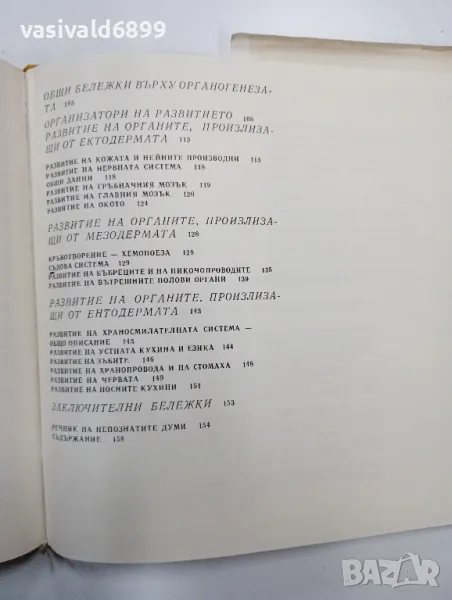 vasivald6899
ОБЩИ БЕЛЕЖКИ ВЪРХУ ОРГАНОГЕНЕЗА-
ТА 105
ОРГАНИЗАТОРИ НА РАЗВИТИЕТО 108
РАЗВИТИЕ НА ОРГАНИТЕ, ПРОИЗЛИЗА-
ЩИ ОТ ЕКТОДЕРМАТА 115
РАЗВИТИЕ НА КОЖАТА И НЕЙНИТЕ ПРОИЗВОДНИ 115
РАЗВИТИЕ НА НЕРВНАТА СИСТЕМА 118
ОБЩИ ДАННИ 118
РАЗВИТИЕ НА ГРЪБНАЧНИЯ МОЗЪК 119
РАЗВИТИЕ НА ГЛАВНИЯ МОЗЪК 120
РАЗВИТИЕ НА ОКОТО 124
РАЗВИТИЕ НА ОРГАНИТЕ, ПРОИЗЛИЗА-
ЩИ ОТ МЕЗОДЕРМАТА 128
КРЪВОТВОРЕНИЕ — ХЕМОПОЕЗА 128
СЪДОВА СИСТЕМА 129
РАЗВИТИЕ НА БЪБРЕЦИТЕ И НА ПИКОЧОПРОВОДИТЕ 135
РАЗВИТИЕ НА ВЪТРЕШНИТЕ ПОЛОВИ ОРГАНИ 139
РАЗВИТИЕ НА ОРГАНИТЕ, ПРОИЗЛИЗА-
ЩИ ОТ ЕНТОДЕРМАТА 143
РАЗВИТИЕ НА ХРАНОСМИЛАТЕЛНАТА СИСТЕМА —
ОБЩО ОПИСАНИЕ 143
РАЗВИТИЕ НА УСТНАТА КУХИНА И ЕЗИКА 144
РАЗВИТИЕ НА ЗЪБИТЕ 146
РАЗВИТИЕ НА ХРАНОПРОВОДА И НА СТОМАХА 148
РАЗВИТИЕ НА ЧЕРВАТА 149
РАЗВИТИЕ НА НОСНИТЕ КУХИНИ 151
ЗАКЛЮЧИТЕЛНИ БЕЛЕЖКИ 153
РЕЧНИК НА НЕПОЗНАТИТЕ ДУМИ 154
СЪДЪРЖАНИЕ 158
BAZAR